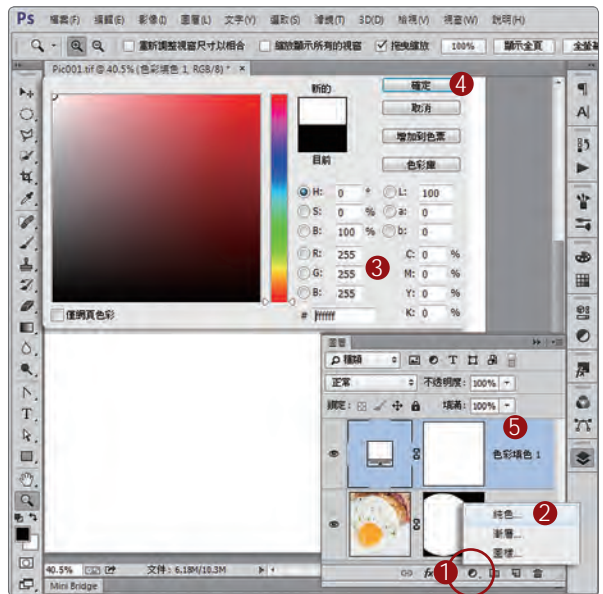 Ps 檔案(F) 編輯(E) 影像(I) 圖層(L) 文字(Y) 選取(S) 濾鏡(T) 3D(D) 檢視(V) 視窗(W) 說明(H)
重新調整視窗尺寸以相合 縮放顯示所有的視窗 拖曳縮放 100% 顯示全頁 全螢幕
Pic001.tif @ 40.5% (色彩填色 1, RGB/8) * ×
新的
確定 4
取消
增加到色票
目前
色彩庫
H: 0 ° L: 100
S: 0 % a: 0
B: 100 % b: 0
R: 255 C: 0 %
G: 255 3 M: 0 %
B: 255 Y: 0 %
僅網頁色彩 # ffffff K: 0 %
圖層
種類
正常 不透明度: 100%
鎖定: 填滿: 100%
5
色彩填色 1
純色... 2
漸層...
圖樣...
1 fx
40.5% 文件: 6.18M/10.3M
Mini Bridge